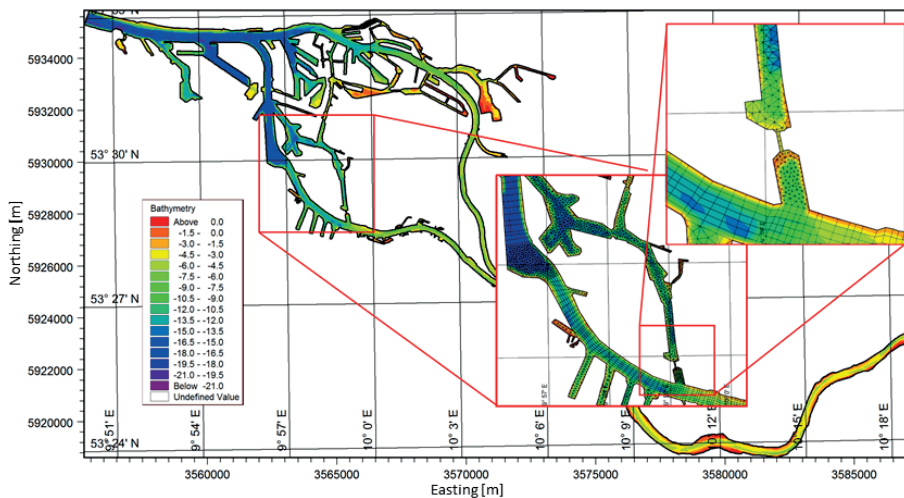 5934000
5932000
5930000
5928000
5926000
5924000
5922000
5920000
Northing [m]
53° 30' N
53° 27' N
53° 24' N
Bathymetry
Above 0.0
-1.5 - 0.0
-3.0 - -1.5
-4.5 - -3.0
-6.0 - -4.5
-7.5 - -6.0
-9.0 - -7.5
-10.5 - -9.0
-12.0 - -10.5
-13.5 - -12.0
-15.0 - -13.5
-16.5 - -15.0
-18.0 - -16.5
-19.5 - -18.0
-21.0 - -19.5
Below -21.0
Undefined Value
9° 51' E
9° 54' E
9° 57' E
10° 0' E
10° 3' E
10° 6' E
10° 9' E
10° 12' E
10° 15' E
10° 18' E
9° 57' E
3560000
3565000
3570000
3575000
3580000
3585000
Easting [m]